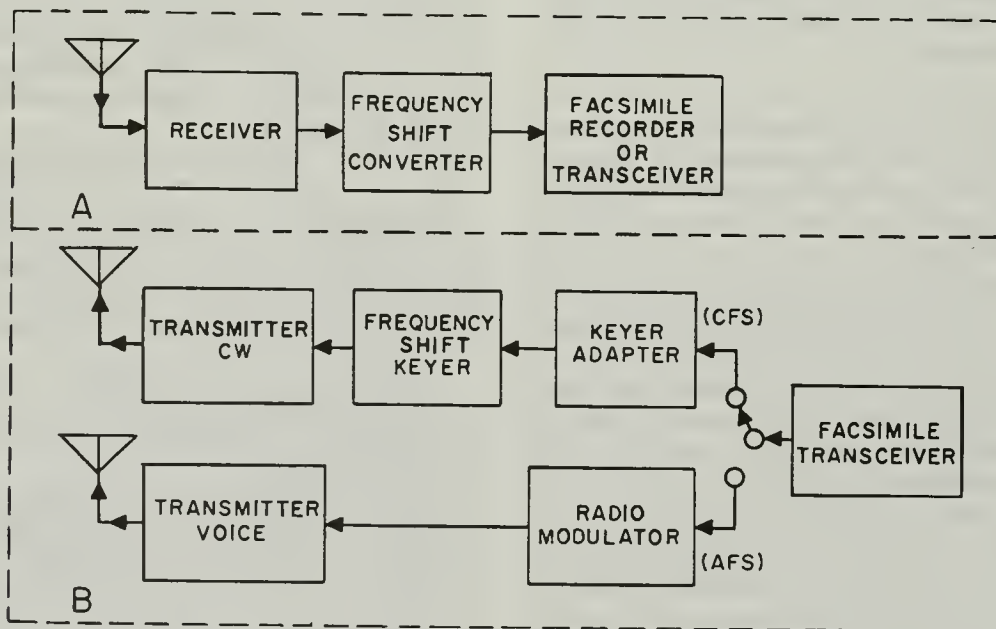 RECEIVER
FREQUENCY
SHIFT
CONVERTER
FACSIMILE
RECORDER
OR
TRANSCEIVER
A
TRANSMITTER
CW
FREQUENCY
SHIFT
KEYER
KEYER
ADAPTER
(CFS)
FACSIMILE
TRANSCEIVER
TRANSMITTER
VOICE
RADIO
MODULATOR
(AFS)
B